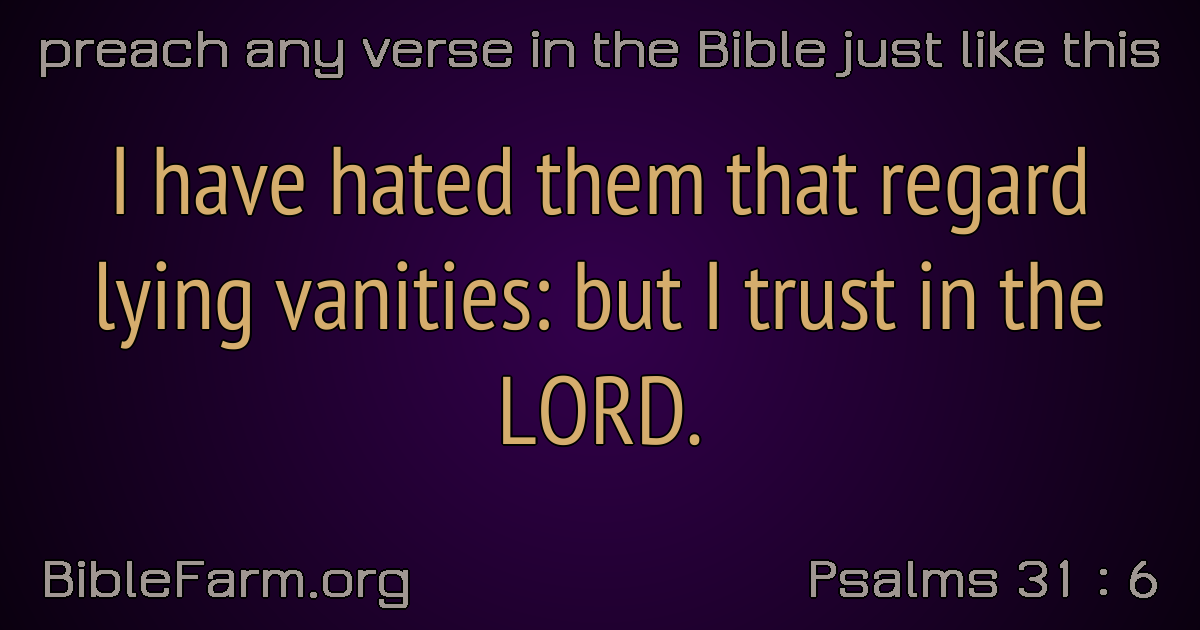 preach any verse in the Bible just like this
I have hated them that regard
lying vanities: but I trust in the
LORD.
BibleFarm.org
Psalms 31 : 6